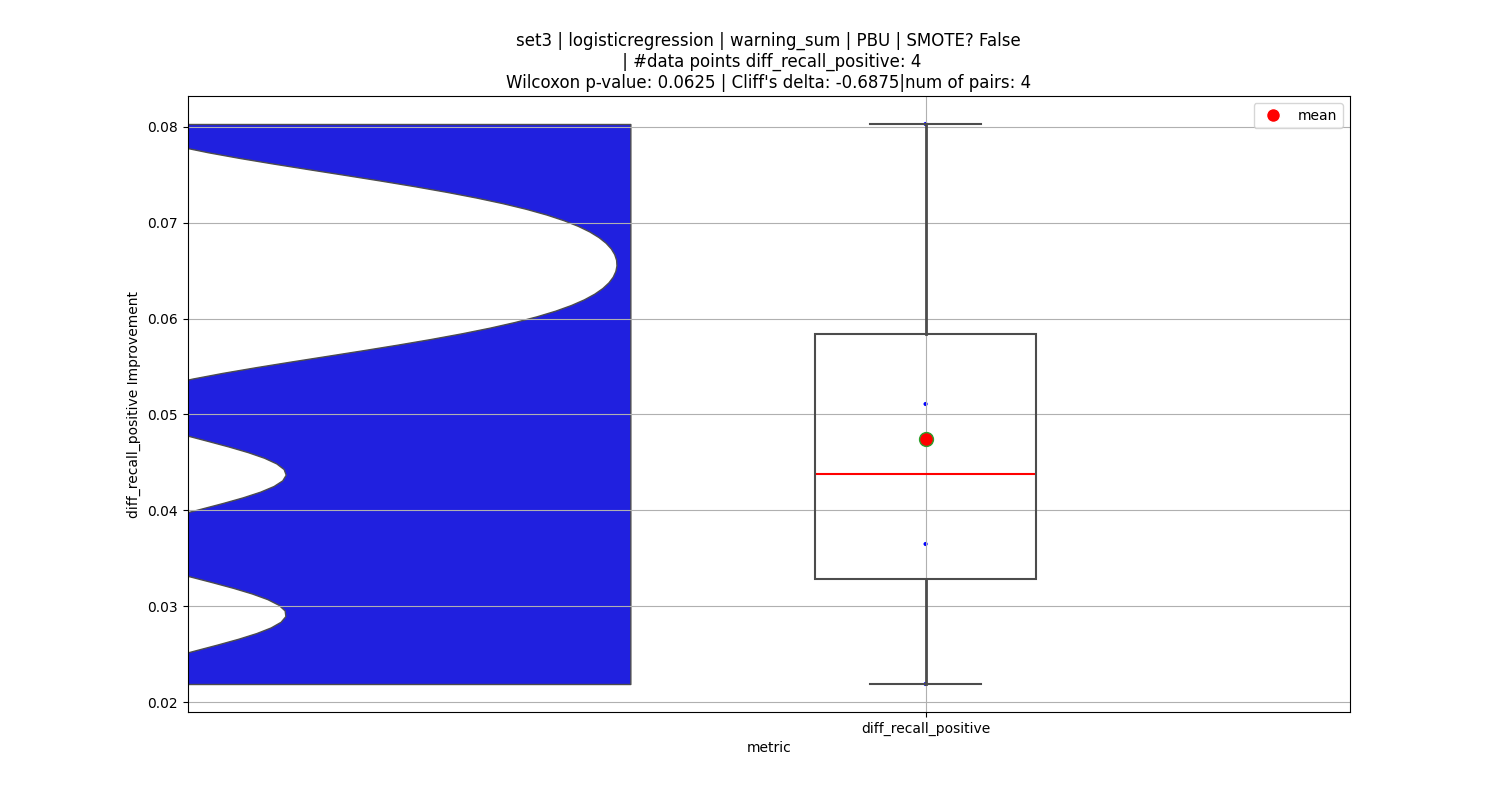 set3 | logisticregression | warning_sum | PBU | SMOTE? False
| #data points diff_recall_positive: 4
Wilcoxon p-value: 0.0625 | Cliff's delta: -0.6875|num of pairs: 4
mean
0.08
0.07
0.06
0.05
0.04
0.03
0.02
diff_recall_positive Improvement
diff_recall_positive
metric